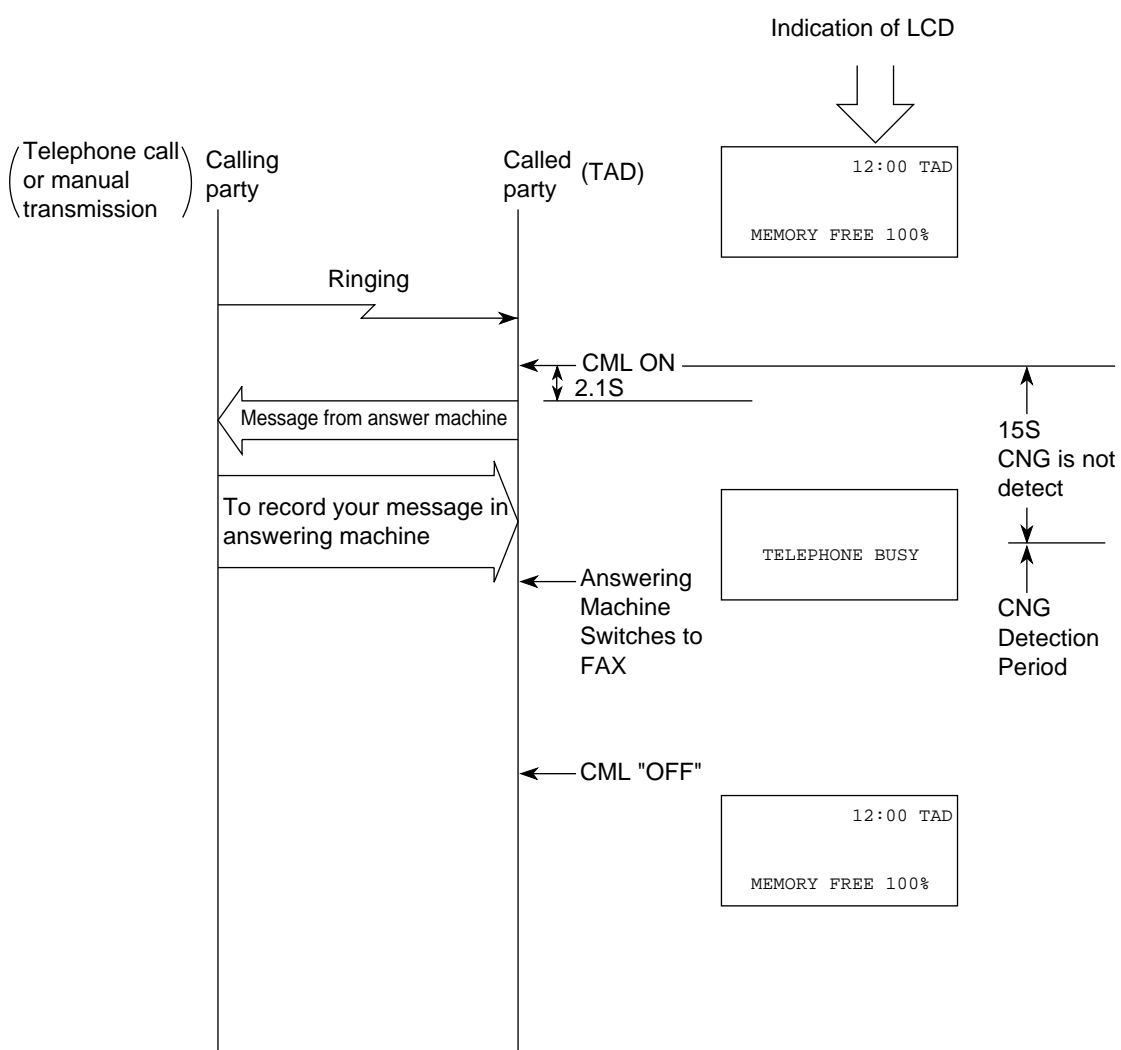 Indication of LCD
Telephone call
or manual
transmission
Calling
party
Called
party
(TAD)
12:00 TAD
MEMORY FREE 100%
Ringing
CML ON
2.1S
Message from answer machine
15S
CNG is not
detect
To record your message in
answering machine
TELEPHONE BUSY
Answering
Machine
Switches to
FAX
CNG
Detection
Period
CML "OFF"
12:00 TAD
MEMORY FREE 100%